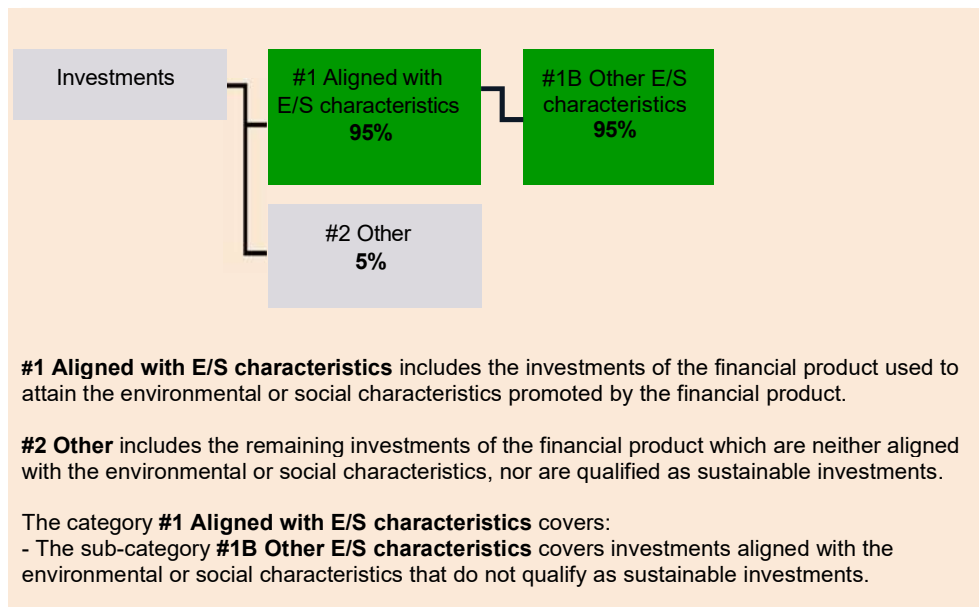 Investments
#1 Aligned with
E/S characteristics
95%
#1B Other E/S
characteristics
95%
#2 Other
5%
#1 Aligned with E/S characteristics includes the investments of the financial product used to
attain the environmental or social characteristics promoted by the financial product.
#2 Other includes the remaining investments of the financial product which are neither aligned
with the environmental or social characteristics, nor are qualified as sustainable investments.
The category #1 Aligned with E/S characteristics covers:
- The sub-category #1B Other E/S characteristics covers investments aligned with the
environmental or social characteristics that do not qualify as sustainable investments.